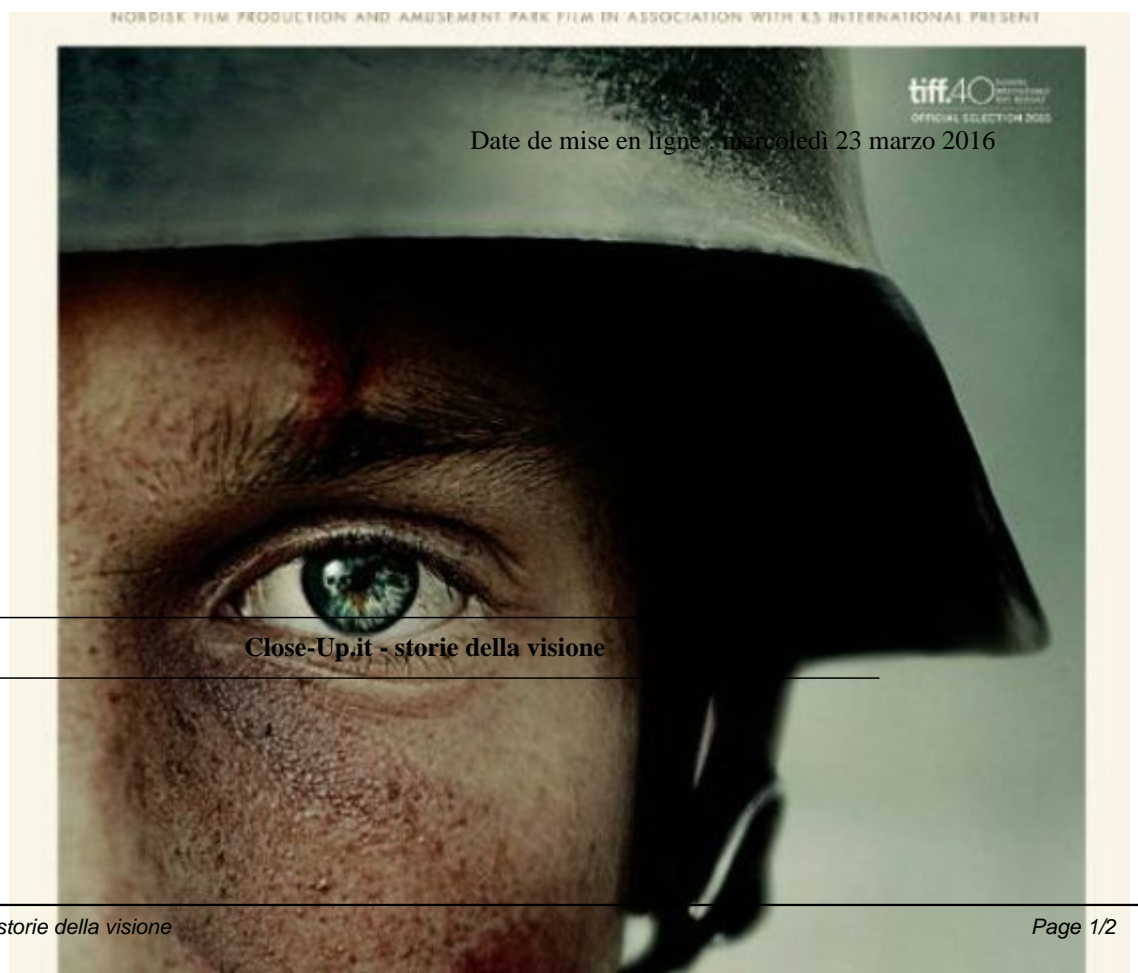 NORDISK FILM PRODUCTION AND AMUSEMENT PARK FILM IN ASSOCIATION WITH K5 INTERNATIONAL PRESENT
tiff.40
OFFICIAL SELECTION 2015
Date de mise en ligne : mercoledì 23 marzo 2016
Close-Up.it - storie della visione
storie della visione
Page 1/2